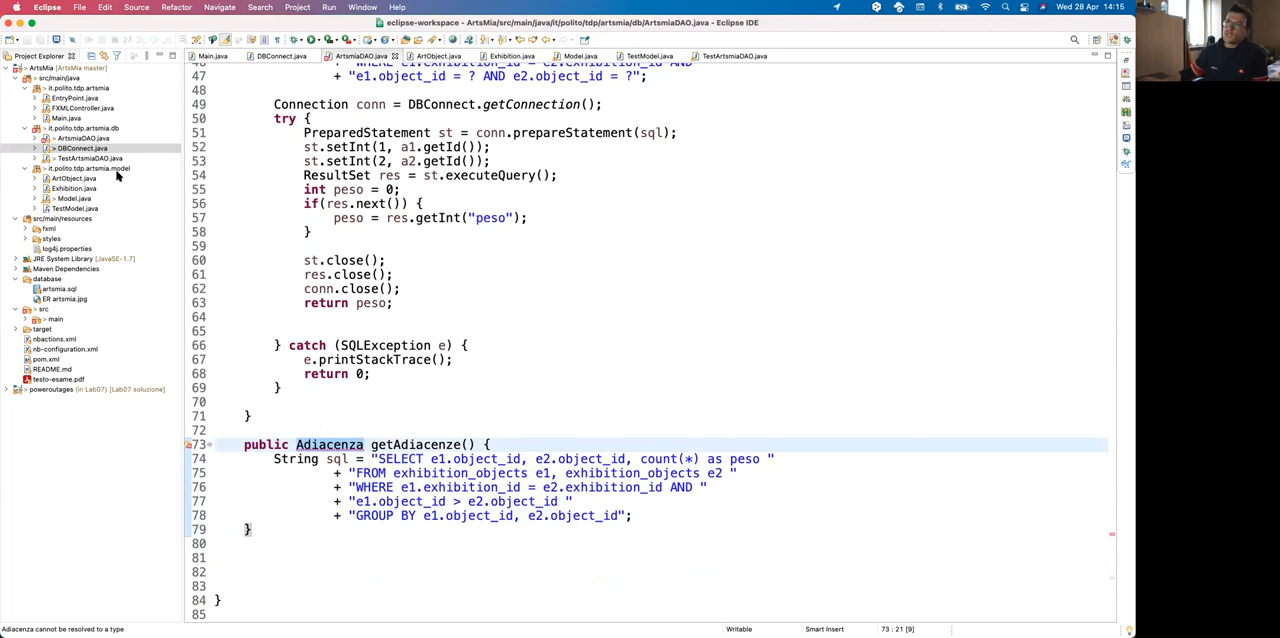 Eclipse File Edit Source Refactor Navigate Search Project Run Window Help Wed 28 Apr 14:15
eclipse-workspace - ArtsMia/src/main/java/it/polito/tdp/artsmia/db/ArtsmiaDAO.java - Eclipse IDE
Project Explorer
Main.java DBConnect.java ArtsmiaDAO.java ArtObject.java Exhibition.java Model.java TestModel.java TestArtsmiaDAO.java
> ArtsMia [ArtsMia master]
> src/main/java
it.polito.tdp.artsmia
EntryPoint.java
FXMLController.java
Main.java
> it.polito.tdp.artsmia.db
> ArtsmiaDAO.java
> DBConnect.java
> TestArtsmiaDAO.java
> it.polito.tdp.artsmia.model
ArtObject.java
Exhibition.java
> Model.java
TestModel.java
src/main/resources
fxml
styles
log4j.properties
JRE System Library [JavaSE-1.7]
Maven Dependencies
database
artsmia.sql
ER artsmia.jpg
> src
> main
target
nbactions.xml
nb-configuration.xml
pom.xml
README.md
testo-esame.pdf
> poweroutages (in Lab07) [Lab07 soluzione]
47 + "e1.object_id = ? AND e2.object_id = ?";
48
49 Connection conn = DBConnect.getConnection();
50 try {
51 PreparedStatement st = conn.prepareStatement(sql);
52 st.setInt(1, a1.getId());
53 st.setInt(2, a2.getId());
54 ResultSet res = st.executeQuery();
55 int peso = 0;
56 if(res.next()) {
57 peso = res.getInt("peso");
58 }
59
60 st.close();
61 res.close();
62 conn.close();
63 return peso;
64
65
66 } catch (SQLException e) {
67 e.printStackTrace();
68 return 0;
69 }
70
71 }
72
73 public Adiacenza getAdiacenze() {
74 String sql = "SELECT e1.object_id, e2.object_id, count(*) as peso "
75 + "FROM exhibition_objects e1, exhibition_objects e2 "
76 + "WHERE e1.exhibition_id = e2.exhibition_id AND "
77 + "e1.object_id > e2.object_id "
78 + "GROUP BY e1.object_id, e2.object_id";
79 }
80
81
82
83
84 }
85
Adiacenza cannot be resolved to a type Writable Smart Insert 73 : 21 [9]